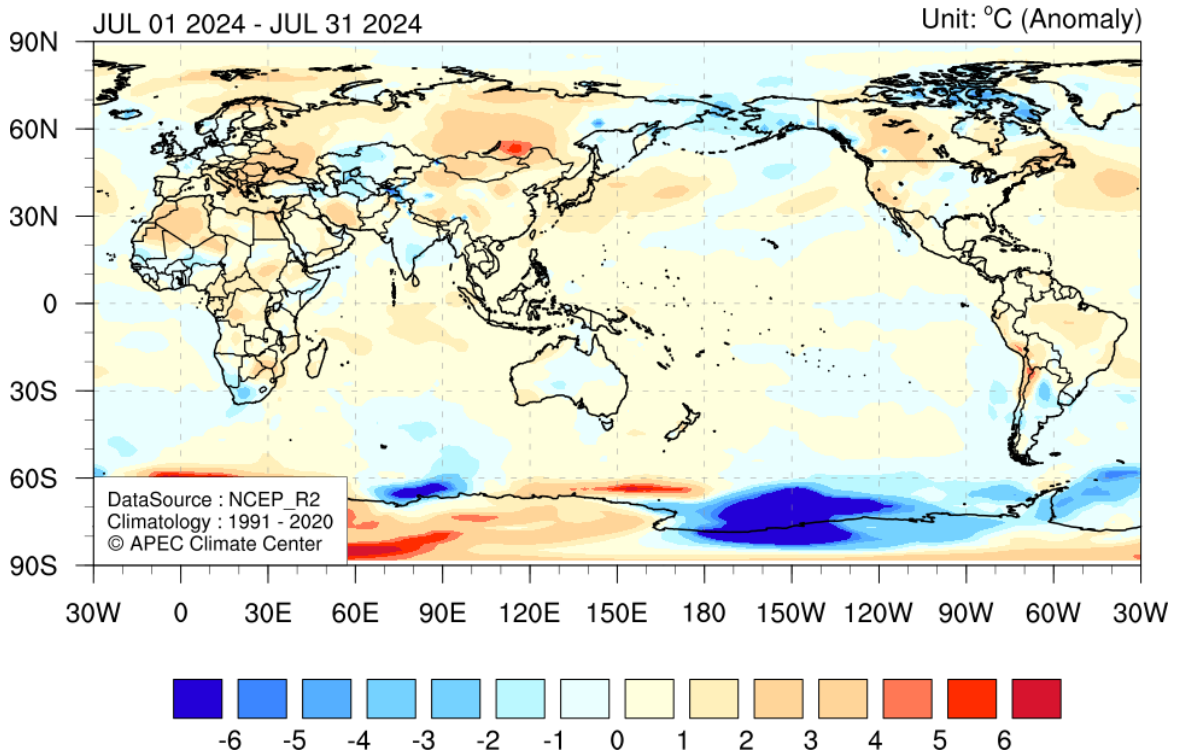 JUL 01 2024 - JUL 31 2024
Unit: °C (Anomaly)
90N
60N
30N
0
30S
60S
90S
DataSource : NCEP_R2
Climatology : 1991 - 2020
© APEC Climate Center
30W 0 30E 60E 90E 120E 150E 180 150W 120W 90W 60W 30W
-6 -5 -4 -3 -2 -1 0 1 2 3 4 5 6